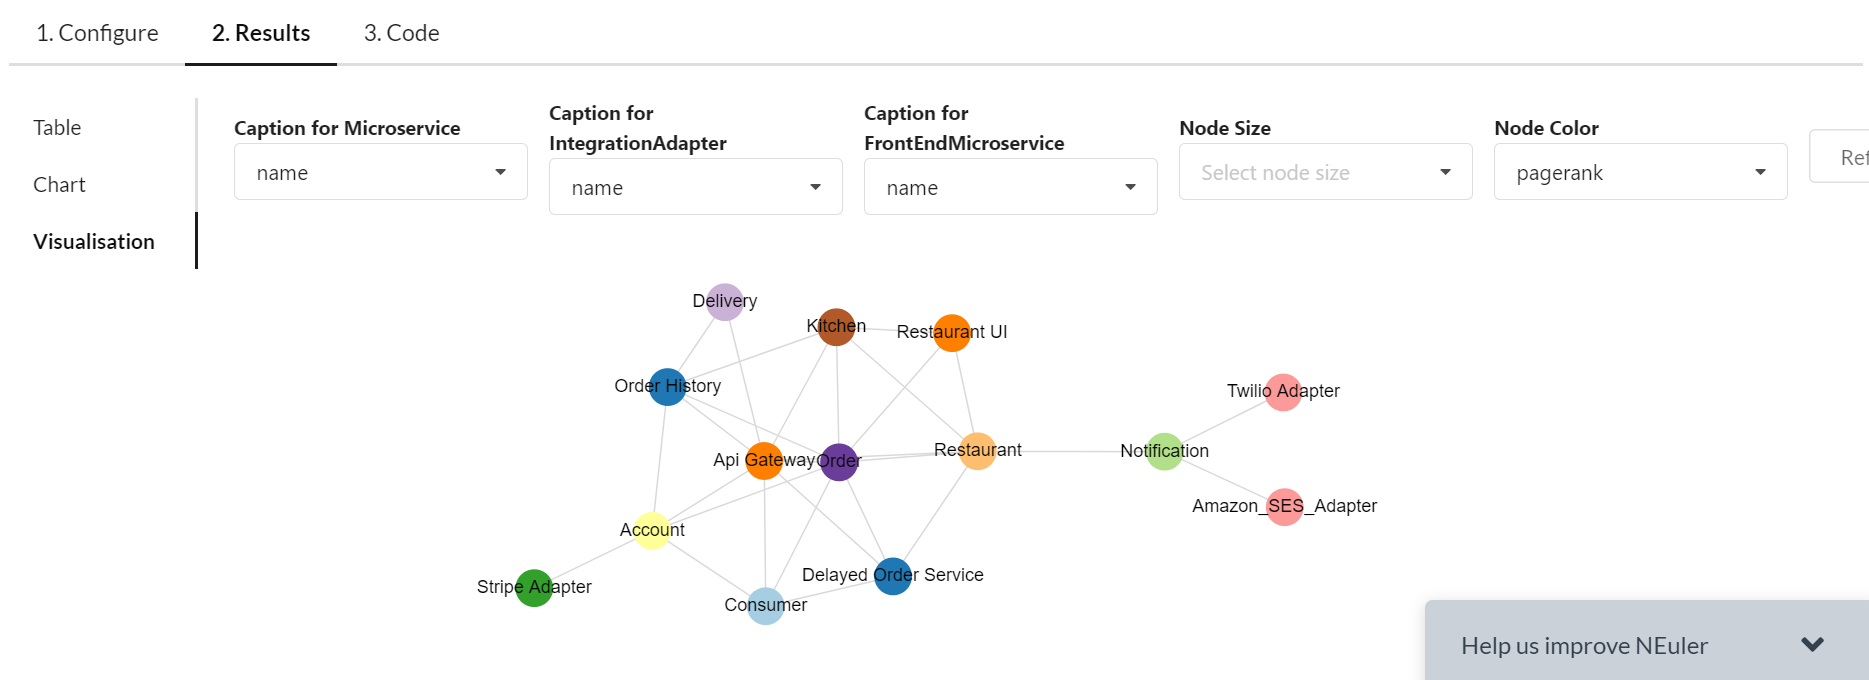 1. Configure
2. Results
3. Code
Table
Chart
Visualisation
Caption for Microservice
name
Caption for
IntegrationAdapter
name
Caption for
FrontEndMicroservice
name
Node Size
Select node size
Node Color
pagerank
Ref
Delivery
Kitchen
Restaurant UI
Order History
Twilio Adapter
Api Gateway
Order
Restaurant
Notification
Amazon_SES_Adapter
Account
Delayed Order Service
Stripe Adapter
Consumer
Help us improve NEuler